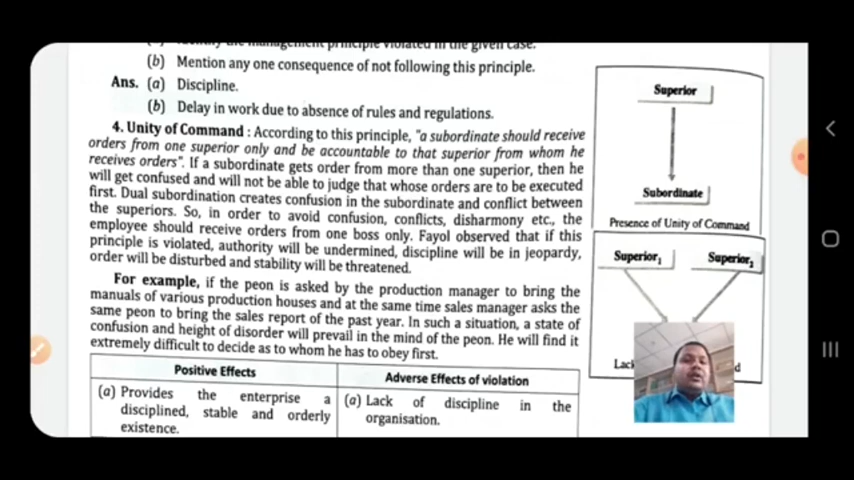 (a) Identify the management principle violated in the given case.
(b) Mention any one consequence of not following this principle.
Ans. (a) Discipline.
(b) Delay in work due to absence of rules and regulations.
4. Unity of Command : According to this principle, "a subordinate should receive
orders from one superior only and be accountable to that superior from whom he
receives orders". If a subordinate gets order from more than one superior, then he
will get confused and will not be able to judge that whose orders are to be executed
first. Dual subordination creates confusion in the subordinate and conflict between
the superiors. So, in order to avoid confusion, conflicts, disharmony etc., the
employee should receive orders from one boss only. Fayol observed that if this
principle is violated, authority will be undermined, discipline will be in jeopardy,
order will be disturbed and stability will be threatened.
For example, if the peon is asked by the production manager to bring the
manuals of various production houses and at the same time sales manager asks the
same peon to bring the sales report of the past year. In such a situation, a state of
confusion and height of disorder will prevail in the mind of the peon. He will find it
extremely difficult to decide as to whom he has to obey first.
Positive Effects
(a) Provides the enterprise a
disciplined, stable and orderly
existence.
Adverse Effects of violation
(a) Lack of discipline in the
organisation.
Superior
Subordinate
Presence of Unity of Command
Superior₁ Superior₂